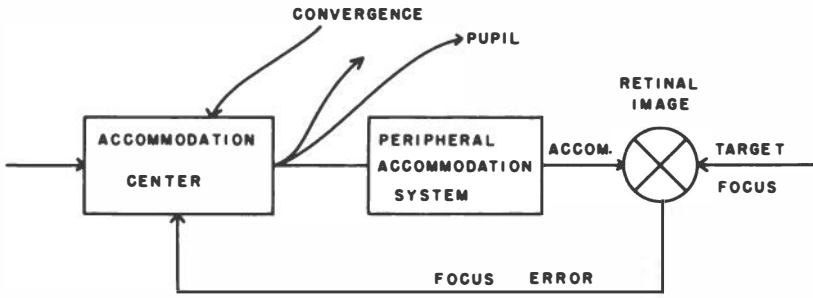 CONVERGENCE
PUPIL
RETINAL
IMAGE
ACCOMMODATION
CENTER
PERIPHERAL
ACCOMMODATION
SYSTEM
ACCOM.
TARGET
FOCUS
FOCUS ERROR